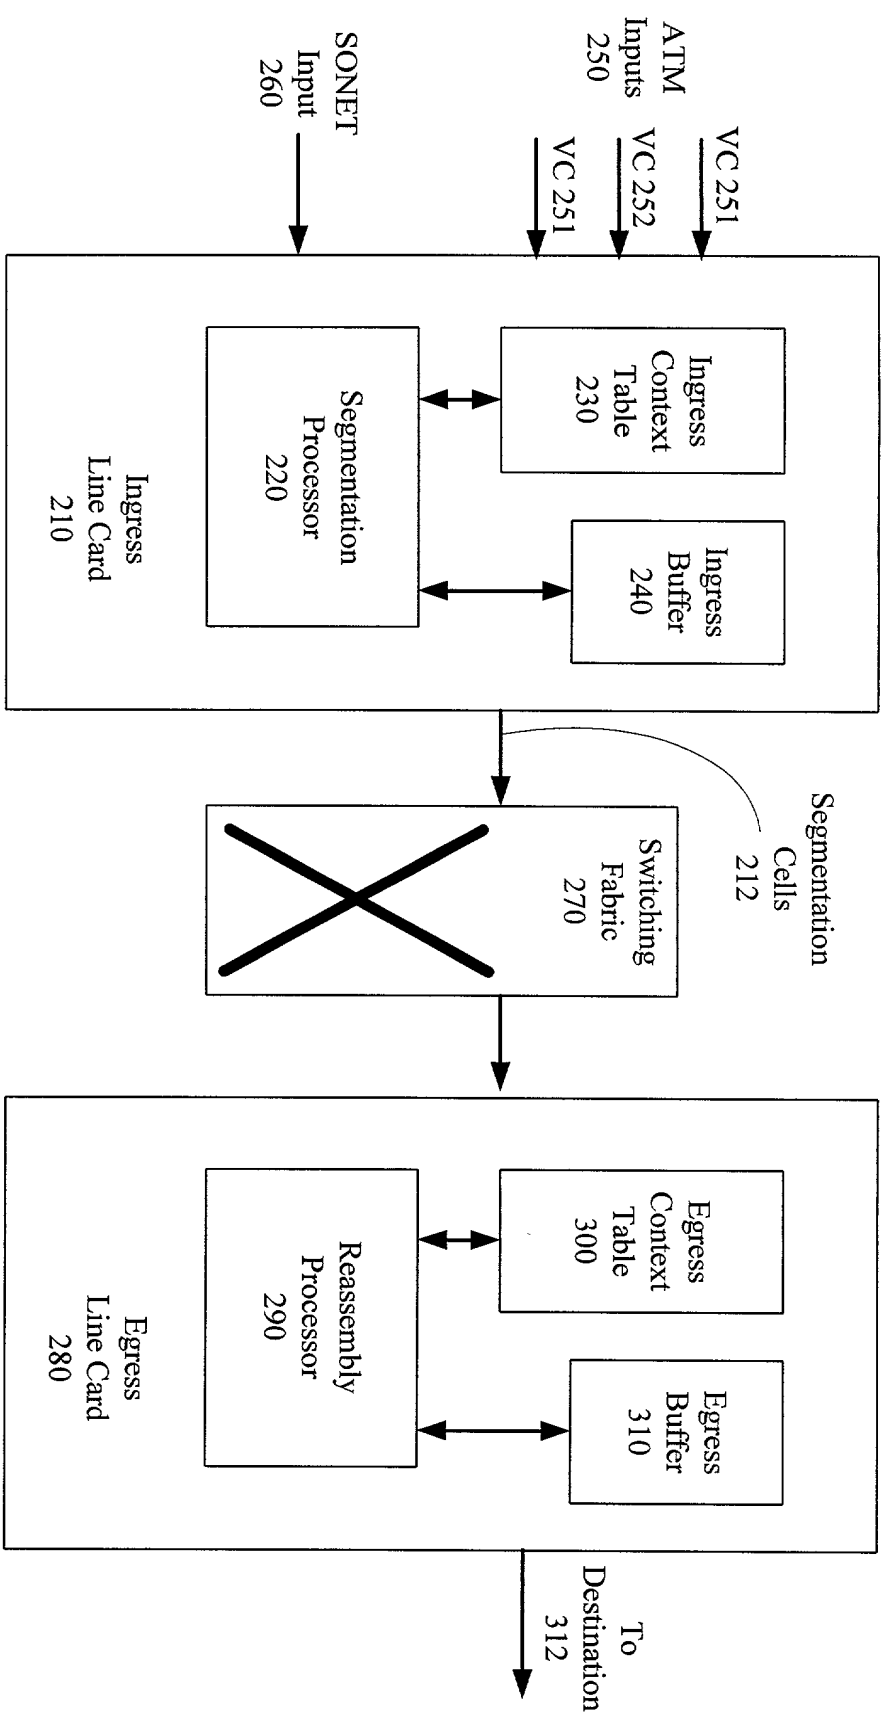 ATM
Inputs
250
VC 251
VC 252
VC 251
SONET
Input
260
Ingress
Context
Table
230
Ingress
Buffer
240
Segmentation
Processor
220
Ingress
Line Card
210
Segmentation
Cells
212
Switching
Fabric
270
Egress
Context
Table
300
Egress
Buffer
310
Reassembly
Processor
290
Egress
Line Card
280
To
Destination
312